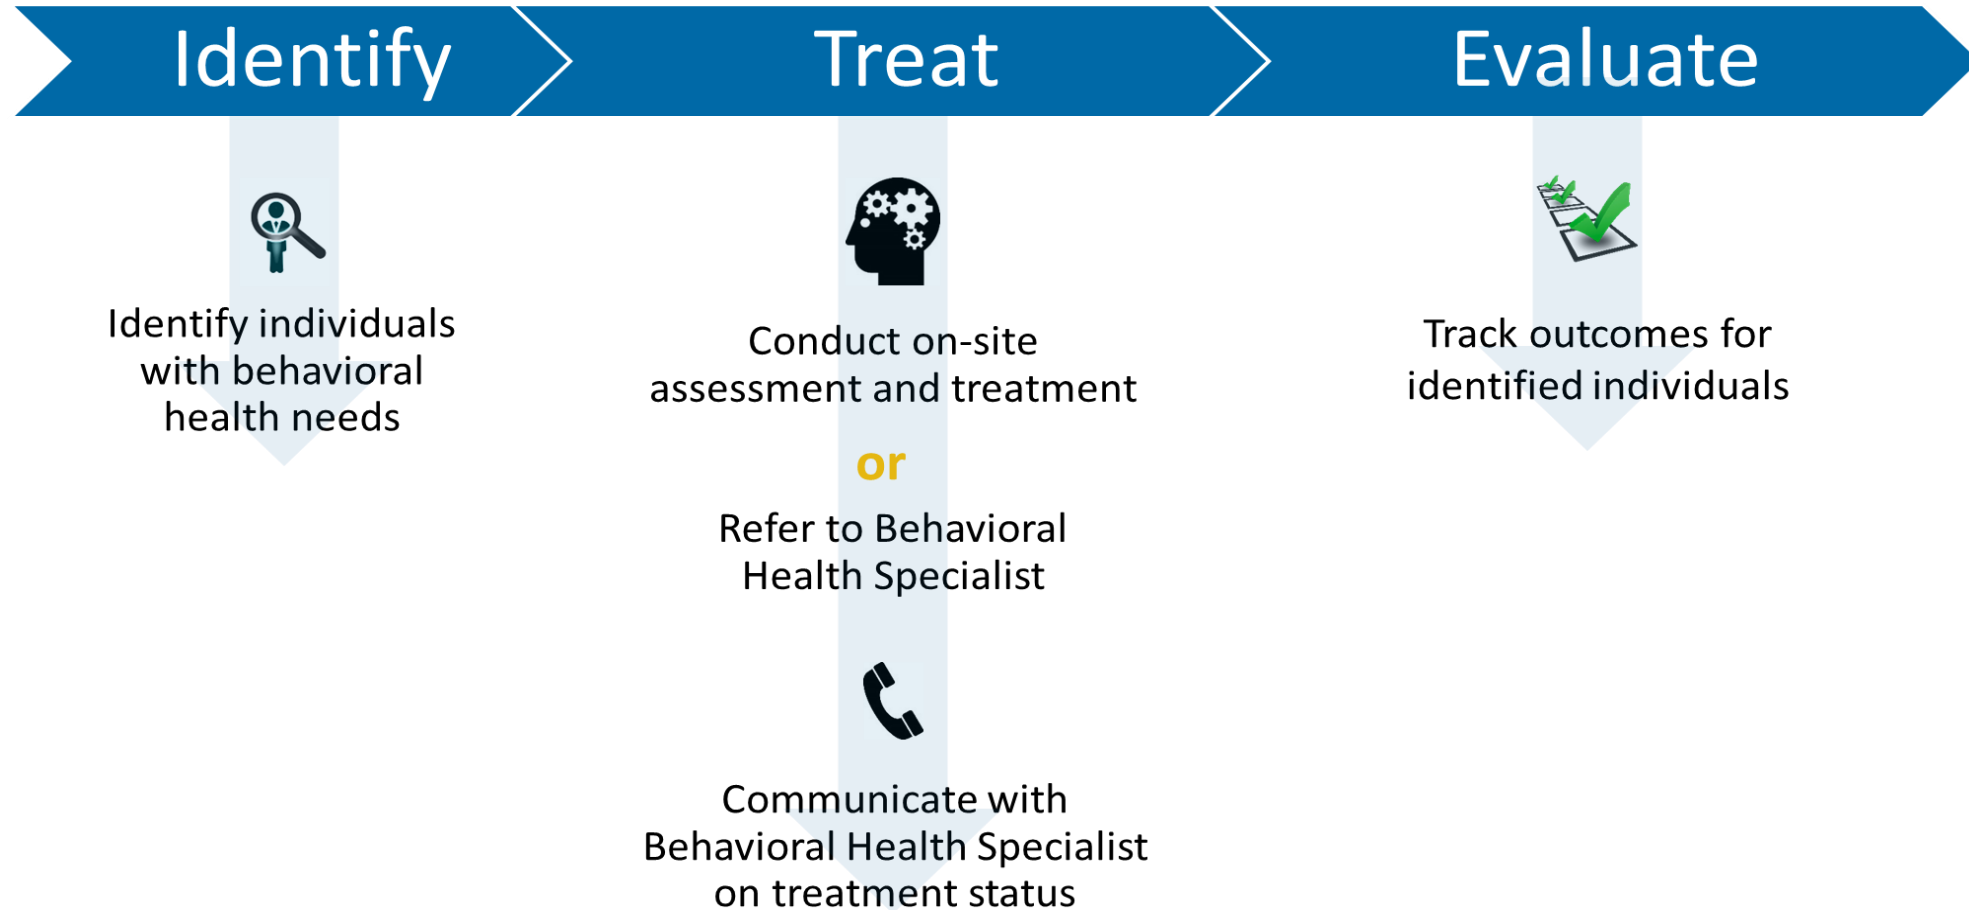 Identify
Treat
Evaluate
Identify individuals
with behavioral
health needs
Conduct on-site
assessment and treatment
or
Refer to Behavioral
Health Specialist
Communicate with
Behavioral Health Specialist
on treatment status
Track outcomes for
identified individuals